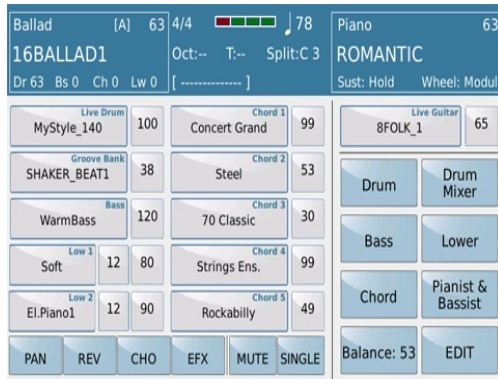 Ballad [A] 63
16BALLAD1
Dr 63 Bs 0 Ch 0 Lw 0
4/4 ♩ 78
Oct:-- T:-- Split:C 3
[ -------------- ]
Piano 63
ROMANTIC
Sust: Hold Wheel: Modul
Live Drum
MyStyle_140 100
Chord 1
Concert Grand 99
Live Guitar
8FOLK_1 65
Groove Bank
SHAKER_BEAT1 38
Chord 2
Steel 53
Bass
WarmBass 120
Chord 3
70 Classic 30
Low 1
Soft 12 80
Chord 4
Strings Ens. 99
Low 2
El.Piano1 12 90
Chord 5
Rockabilly 49
Drum
Drum
Mixer
Bass
Lower
Chord
Pianist &
Bassist
PAN REV CHO EFX MUTE SINGLE
Balance: 53 EDIT